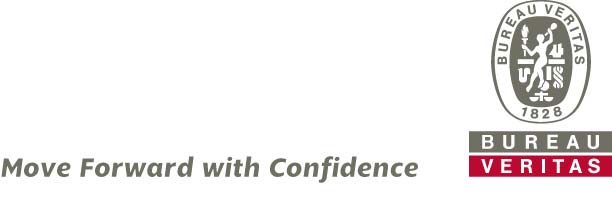 BUREAU VERITAS
1828
BUREAU
VERITAS
Move Forward with Confidence